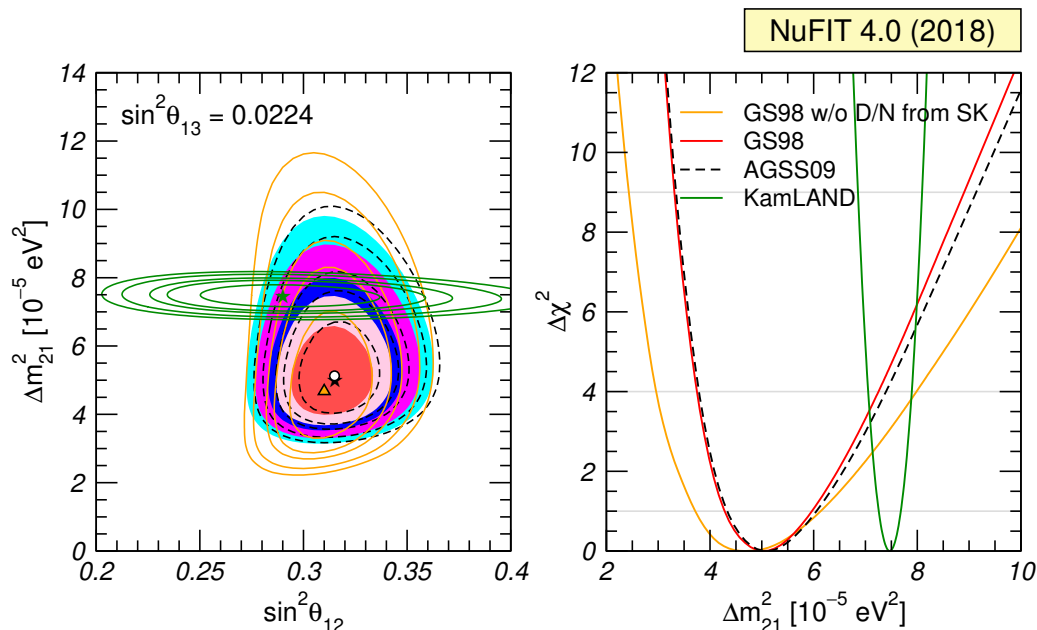 NuFIT 4.0 (2018)
sin²θ₁₃ = 0.0224
14
12
10
8
6
4
2
0
Δm²₂₁ [10⁻⁵ eV²]
0.2
0.25
0.3
0.35
0.4
sin²θ₁₂
GS98 w/o D/N from SK
GS98
AGSS09
KamLAND
12
10
8
6
4
2
0
Δχ²
2
4
6
8
10
Δm²₂₁ [10⁻⁵ eV²]